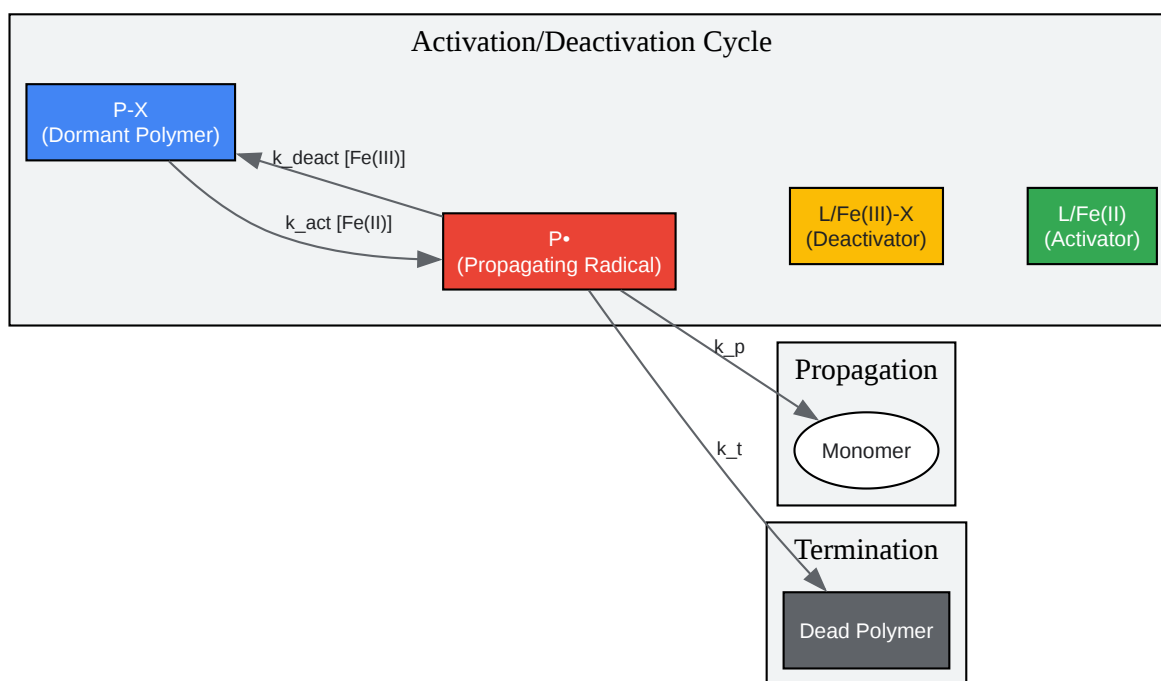 Activation/Deactivation Cycle
P-X
(Dormant Polymer)
k_deact [Fe(III)]
k_act [Fe(II)]
P•
(Propagating Radical)
L/Fe(III)-X
(Deactivator)
L/Fe(II)
(Activator)
k_p
Propagation
Monomer
k_t
Termination
Dead Polymer